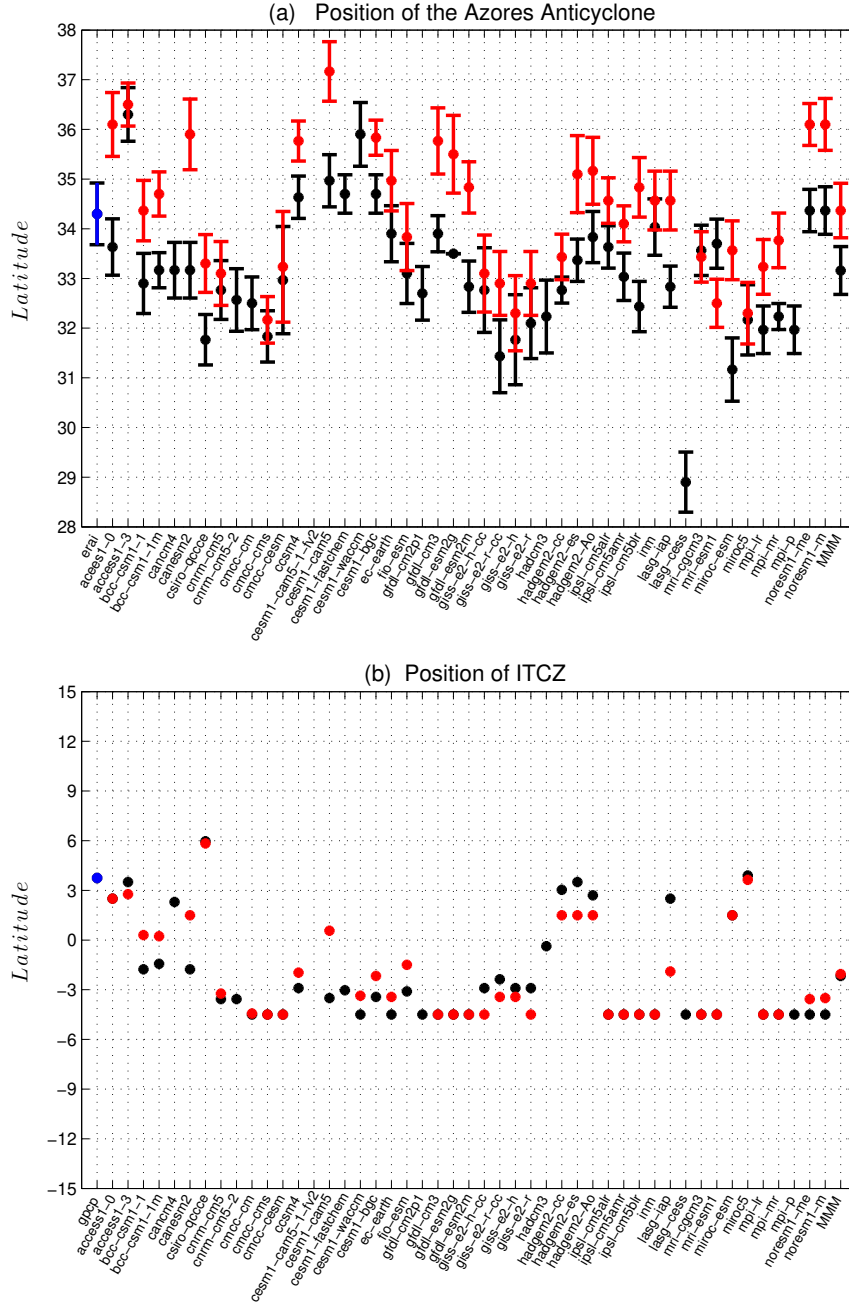 (a) Position of the Azores Anticyclone
38
37
36
35
34
33
32
31
30
29
28
Latitude
erai
acees1−0
access1−3
bcc−csm1−1
bcc−csm1−1m
cancm4
canesm2
csiro−qccce
cnrm−cm5
cnrm−cm5−2
cmcc−cm
cmcc−cms
cmcc−cesm
ccsm4
cesm1−cam5−1−fv2
cesm1−cam5
cesm1−fastchem
cesm1−waccm
cesm1−bgc
ec−earth
fio−esm
gfdl−cm2p1
gfdl−cm3
gfdl−esm2g
gfdl−esm2m
giss−e2−h−cc
giss−e2−r−cc
giss−e2−h
giss−e2−r
hadcm3
hadgem2−cc
hadgem2−es
hadgem2−Ao
ipsl−cm5alr
ipsl−cm5amr
ipsl−cm5blr
inm
lasg−iap
lasg−cess
mri−cgcm3
mri−esm1
miroc−esm
miroc5
mpi−lr
mpi−mr
mpi−p
noresm1−me
noresm1−m
MMM
(b) Position of ITCZ
15
12
9
6
3
0
−3
−6
−9
−12
−15
Latitude
gpcp
access1−0
access1−3
bcc−csm1−1
bcc−csm1−1m
cancm4
canesm2
csiro−qccce
cnrm−cm5
cnrm−cm5−2
cmcc−cm
cmcc−cms
cmcc−cesm
ccsm4
cesm1−cam5−1−fv2
cesm1−cam5
cesm1−fastchem
cesm1−waccm
cesm1−bgc
ec−earth
fio−esm
gfdl−cm2p1
gfdl−cm3
gfdl−esm2g
gfdl−esm2m
giss−e2−h−cc
giss−e2−r−cc
giss−e2−h
giss−e2−r
hadcm3
hadgem2−cc
hadgem2−es
hadgem2−Ao
ipsl−cm5alr
ipsl−cm5amr
ipsl−cm5blr
inm
lasg−iap
lasg−cess
mri−cgcm3
mri−esm1
miroc−esm
miroc5
mpi−lr
mpi−mr
mpi−p
noresm1−me
noresm1−m
MMM